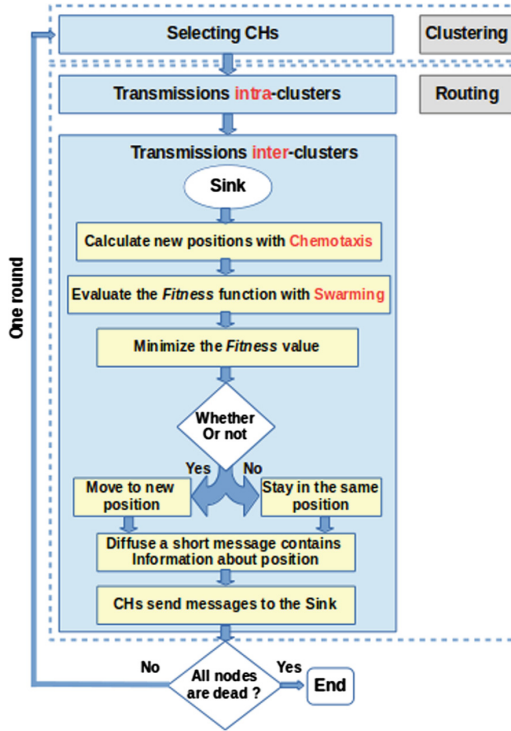 Selecting CHs
Clustering
Transmissions intra-clusters
Routing
Transmissions inter-clusters
Sink
Calculate new positions with Chemotaxis
Evaluate the Fitness function with Swarming
Minimize the Fitness value
One round
Whether
Or not
Yes
No
Move to new
position
Stay in the same
position
Diffuse a short message contains
Information about position
CHs send messages to the Sink
No
All nodes
are dead ?
Yes
End